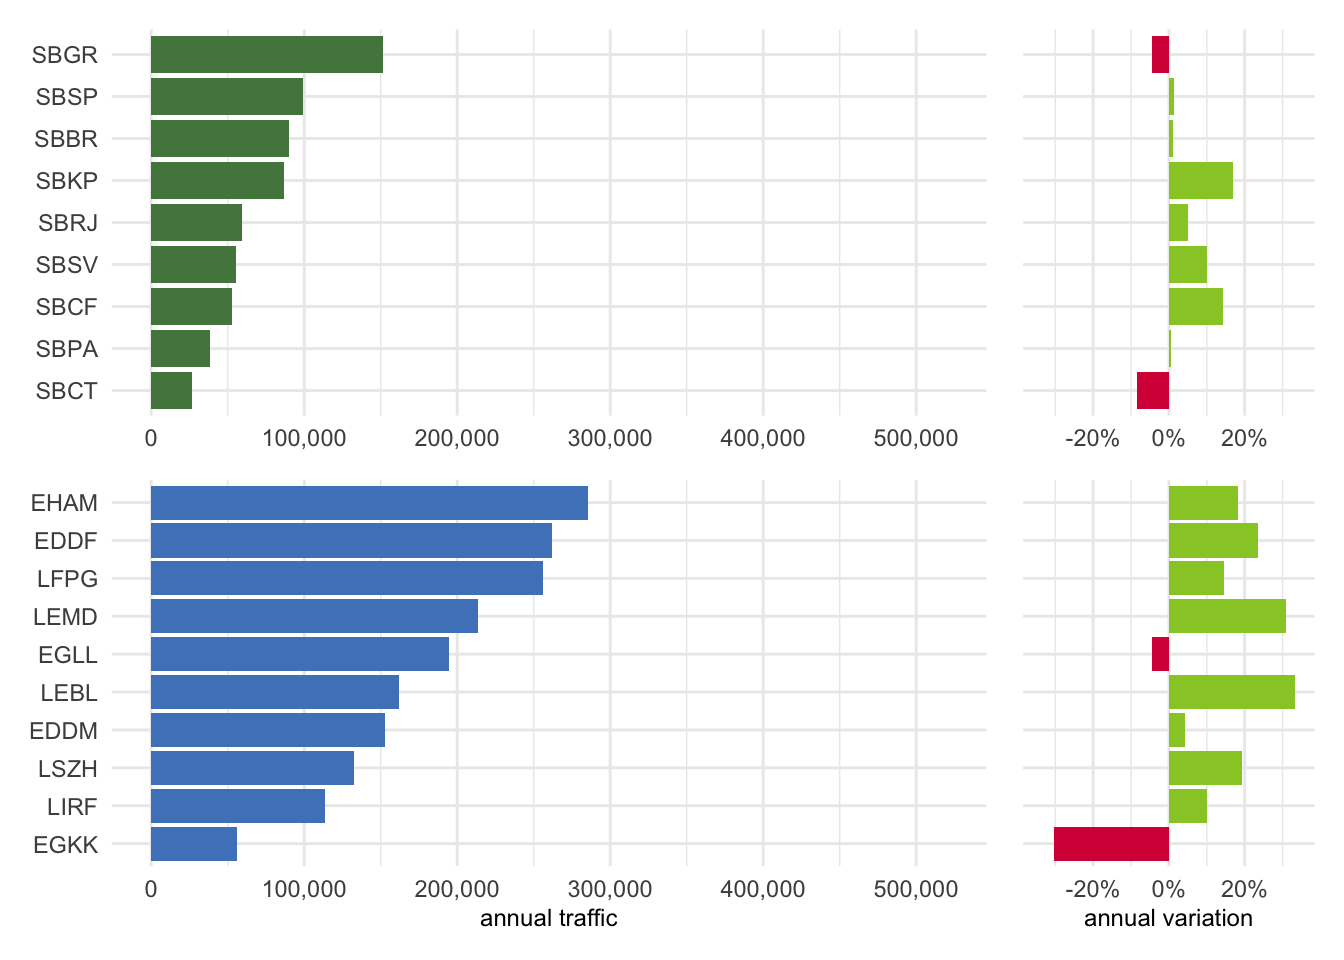 SBGR
SBSP
SBBR
SBKP
SBRJ
SBSV
SBCF
SBPA
SBCT
0 100,000 200,000 300,000 400,000 500,000 -20% 0% 20%
EHAM
EDDF
LFPG
LEMD
EGLL
LEBL
EDDM
LSZH
LIRF
EGKK
0 100,000 200,000 300,000 400,000 500,000 -20% 0% 20%
annual traffic annual variation